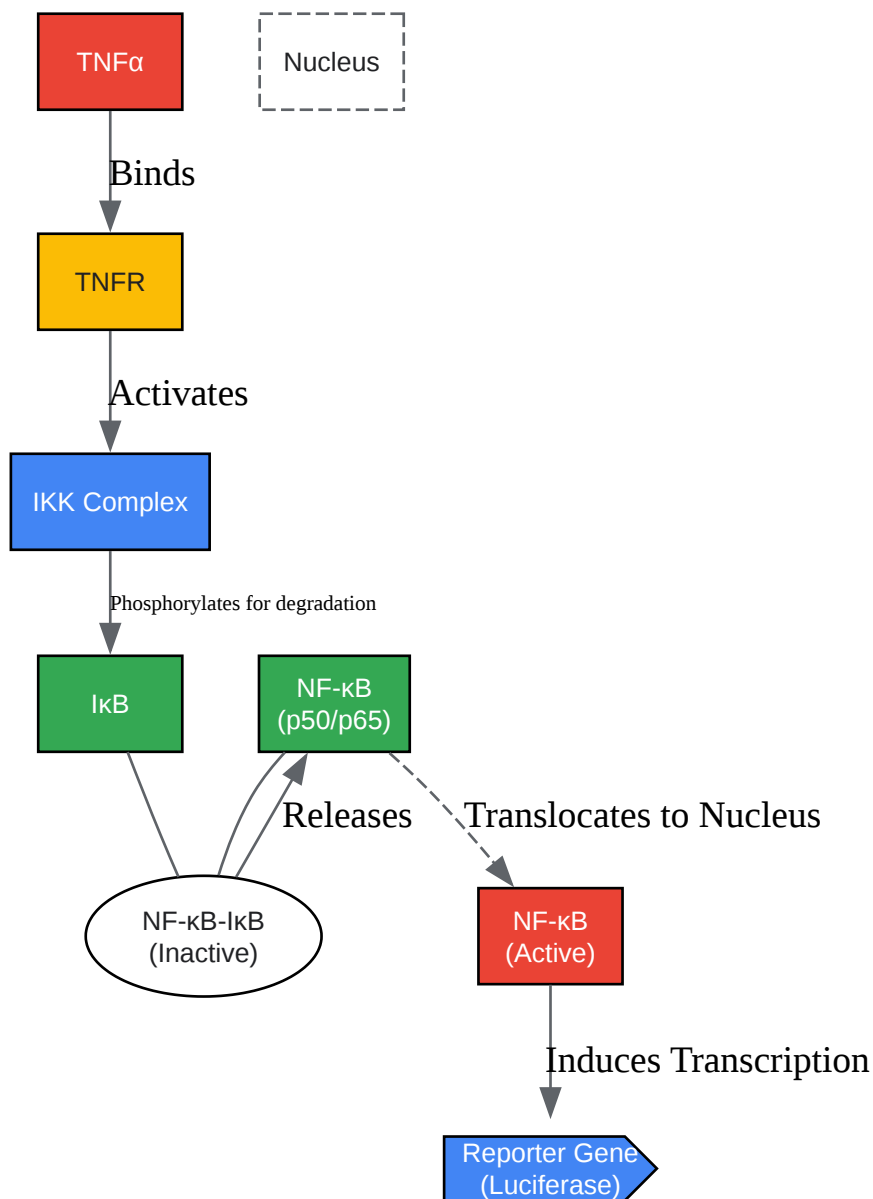 TNFα
Nucleus
Binds
TNFR
Activates
IKK Complex
Phosphorylates for degradation
IκB
NF-κB
(p50/p65)
Releases
Translocates to Nucleus
NF-κB-IκB
(Inactive)
NF-κB
(Active)
Induces Transcription
Reporter Gene
(Luciferase)